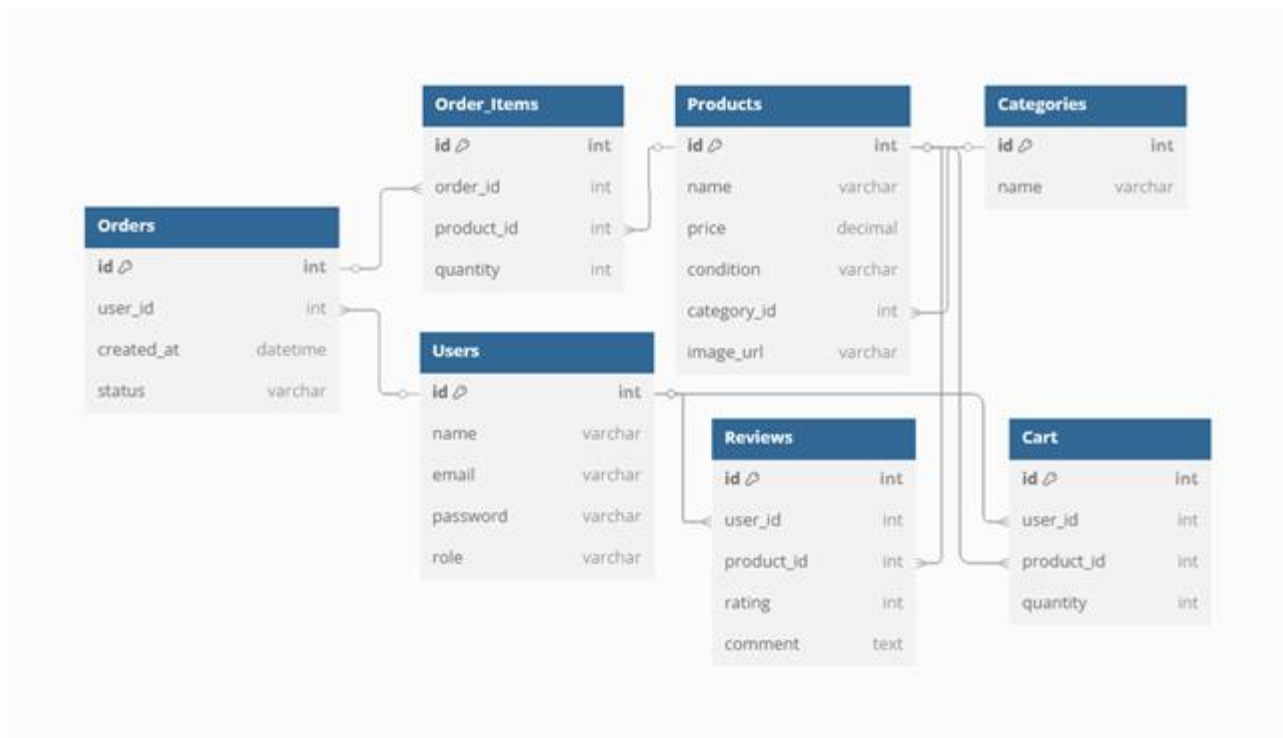 Order_Items
id int
order_id int
product_id int
quantity int
Products
id int
name varchar
price decimal
condition varchar
category_id int
image_url varchar
Categories
id int
name varchar
Orders
id int
user_id int
created_at datetime
status varchar
Users
id int
name varchar
email varchar
password varchar
role varchar
Reviews
id int
user_id int
product_id int
rating int
comment text
Cart
id int
user_id int
product_id int
quantity int